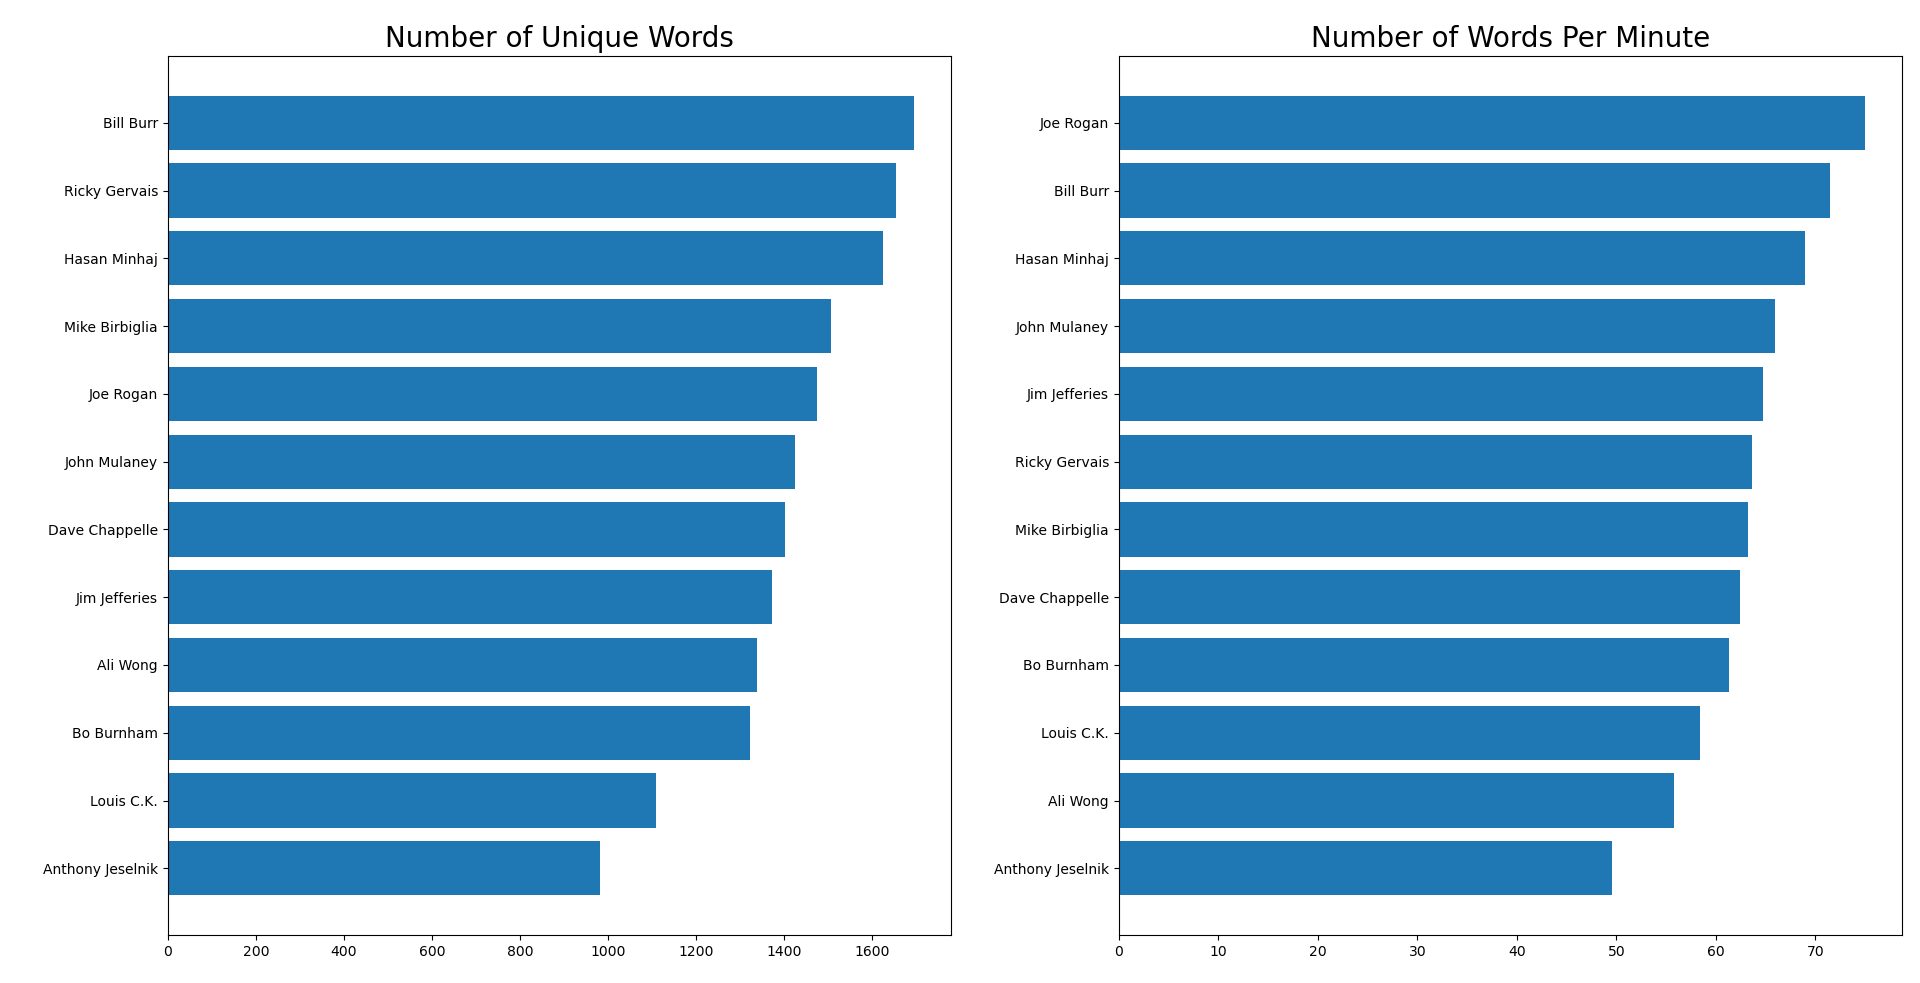 Number of Unique Words
Bill Burr
Ricky Gervais
Hasan Minhaj
Mike Birbiglia
Joe Rogan
John Mulaney
Dave Chappelle
Jim Jefferies
Ali Wong
Bo Burnham
Louis C.K.
Anthony Jeselnik
0 200 400 600 800 1000 1200 1400 1600
Number of Words Per Minute
Joe Rogan
Bill Burr
Hasan Minhaj
John Mulaney
Jim Jefferies
Ricky Gervais
Mike Birbiglia
Dave Chappelle
Bo Burnham
Louis C.K.
Ali Wong
Anthony Jeselnik
0 10 20 30 40 50 60 70